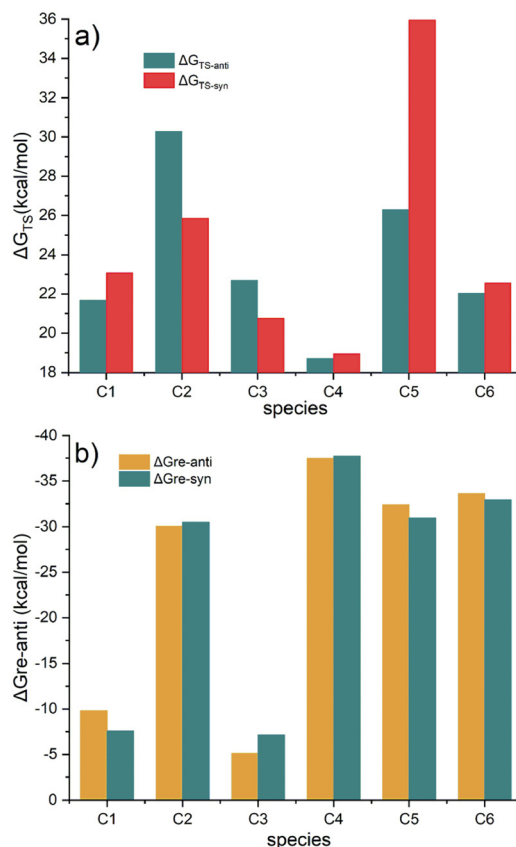 a)
ΔG_TS-anti
ΔG_TS-syn
ΔG_TS(kcal/mol)
36
34
32
30
28
26
24
22
20
18
C1 C2 C3 C4 C5 C6
species
b)
ΔGre-anti
ΔGre-syn
ΔGre-anti (kcal/mol)
-40
-35
-30
-25
-20
-15
-10
-5
0
C1 C2 C3 C4 C5 C6
species